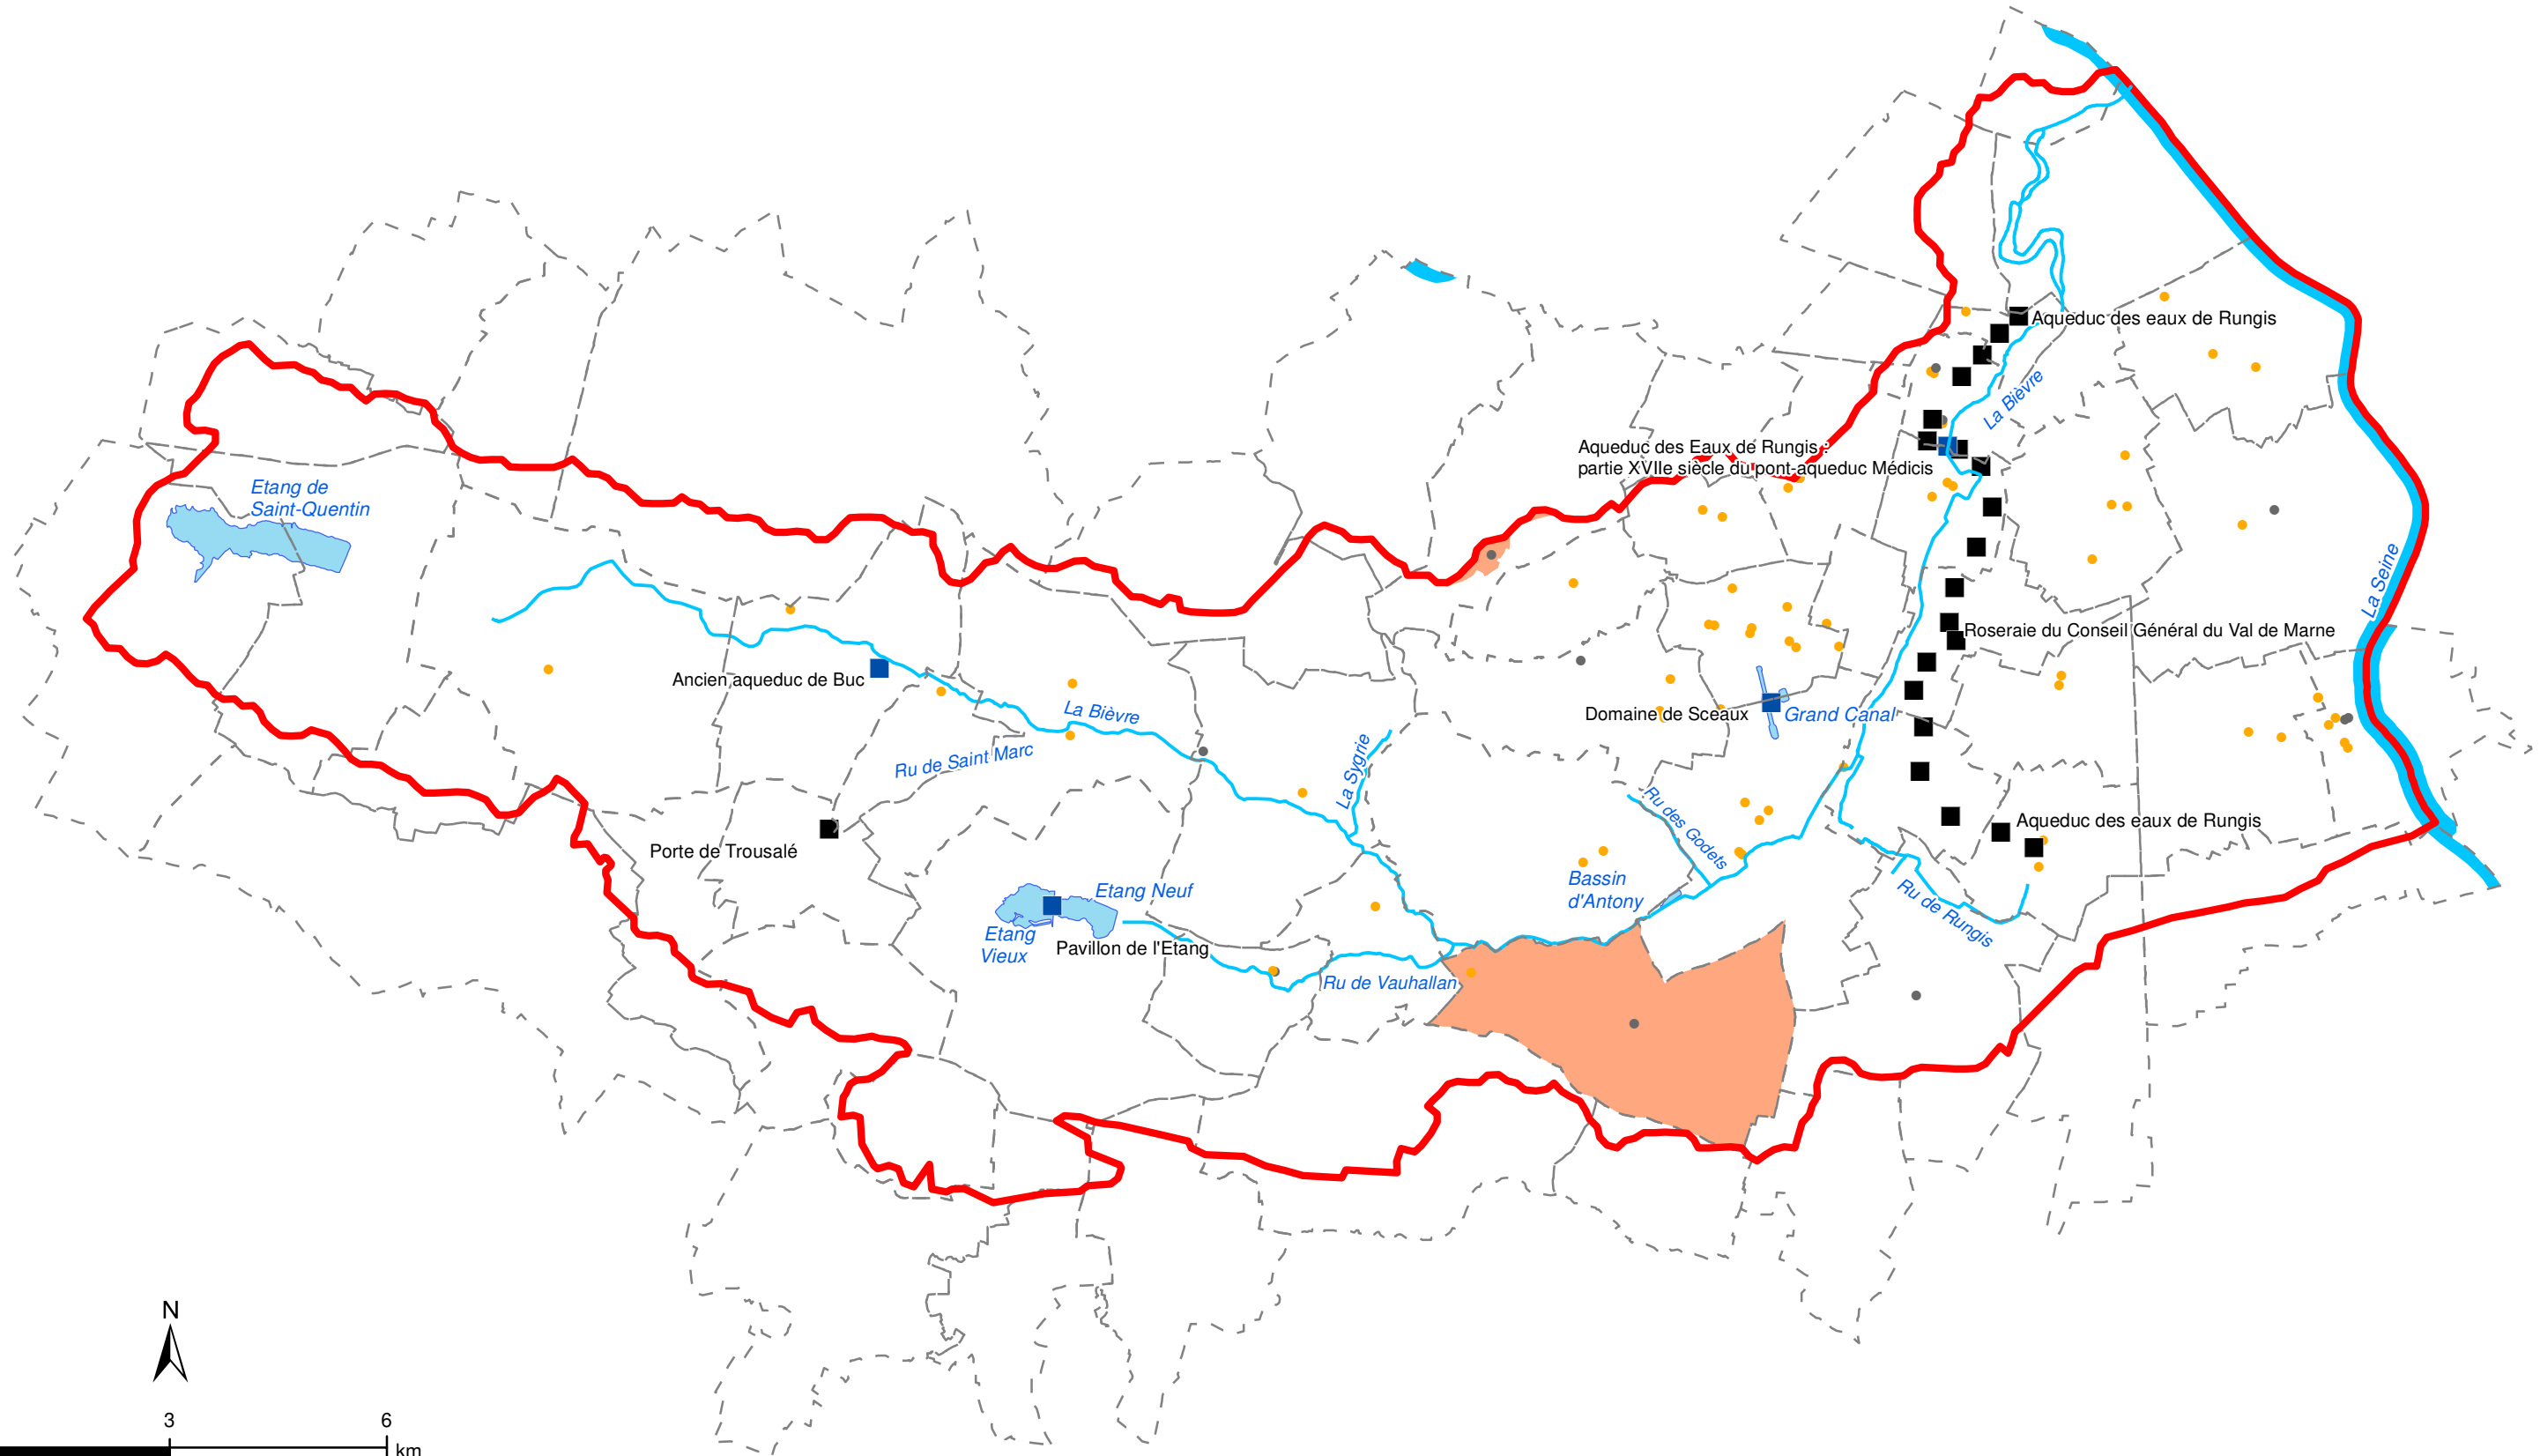 Aqueduc des eaux de Rungis
La Bièvre
Aqueduc des Eaux de Rungis :
partie XVIIe siècle du pont-aqueduc Médicis
Etang de
Saint-Quentin
La Seine
Roseraie du Conseil Général du Val de Marne
Ancien aqueduc de Buc
La Bièvre
Domaine de Sceaux
Grand Canal
Ru de Saint Marc
La Sygrie
Ru des Godets
Aqueduc des eaux de Rungis
Porte de Trousalé
Etang Neuf
Bassin
d'Antony
Ru de Rungis
Etang
Vieux
Pavillon de l'Etang
Ru de Vauhallan
N
3
6
km